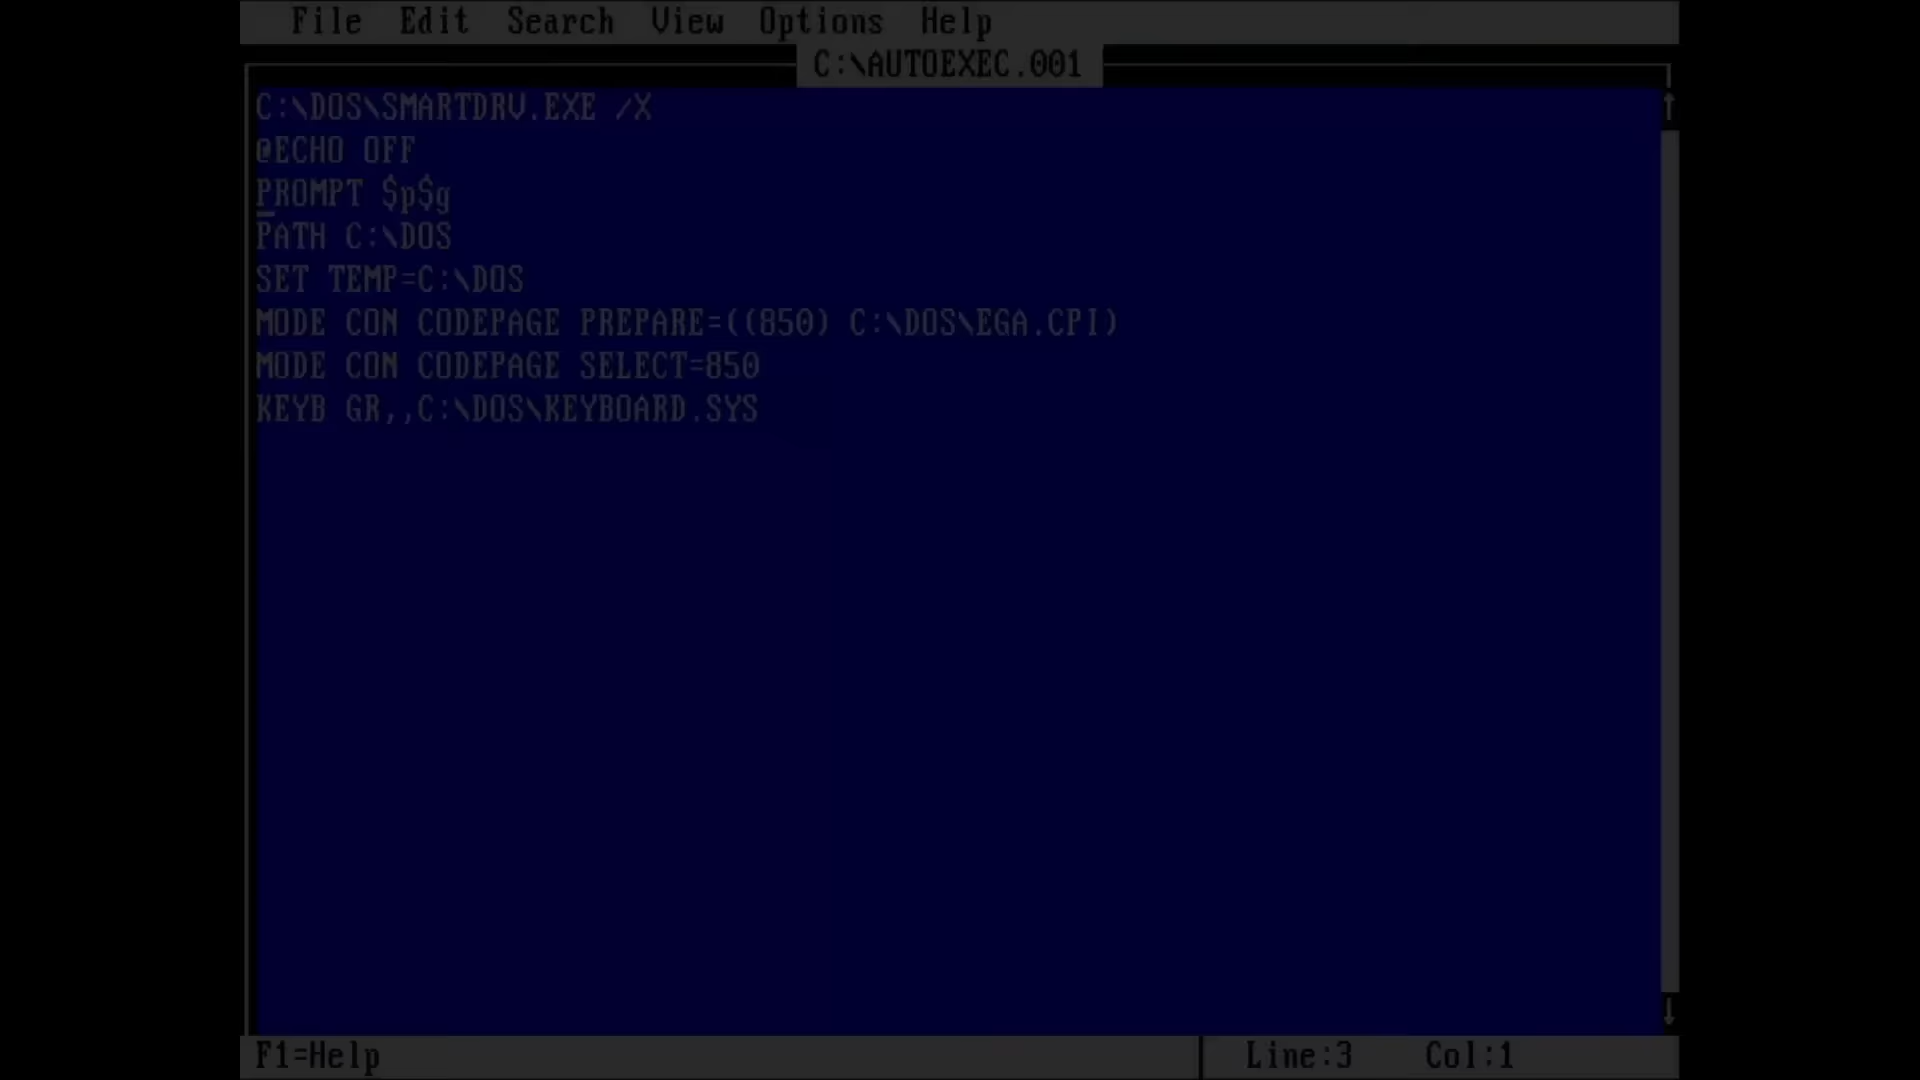 File Edit Search View Options Help
C:\AUTOEXEC.001
C:\DOS\SMARTDRV.EXE /X
@ECHO OFF
PROMPT $p$g
PATH C:\DOS
SET TEMP=C:\DOS
MODE CON CODEPAGE PREPARE=((850) C:\DOS\EGA.CPI)
MODE CON CODEPAGE SELECT=850
KEYB GR,,C:\DOS\KEYBOARD.SYS
F1=Help Line:3 Col:1